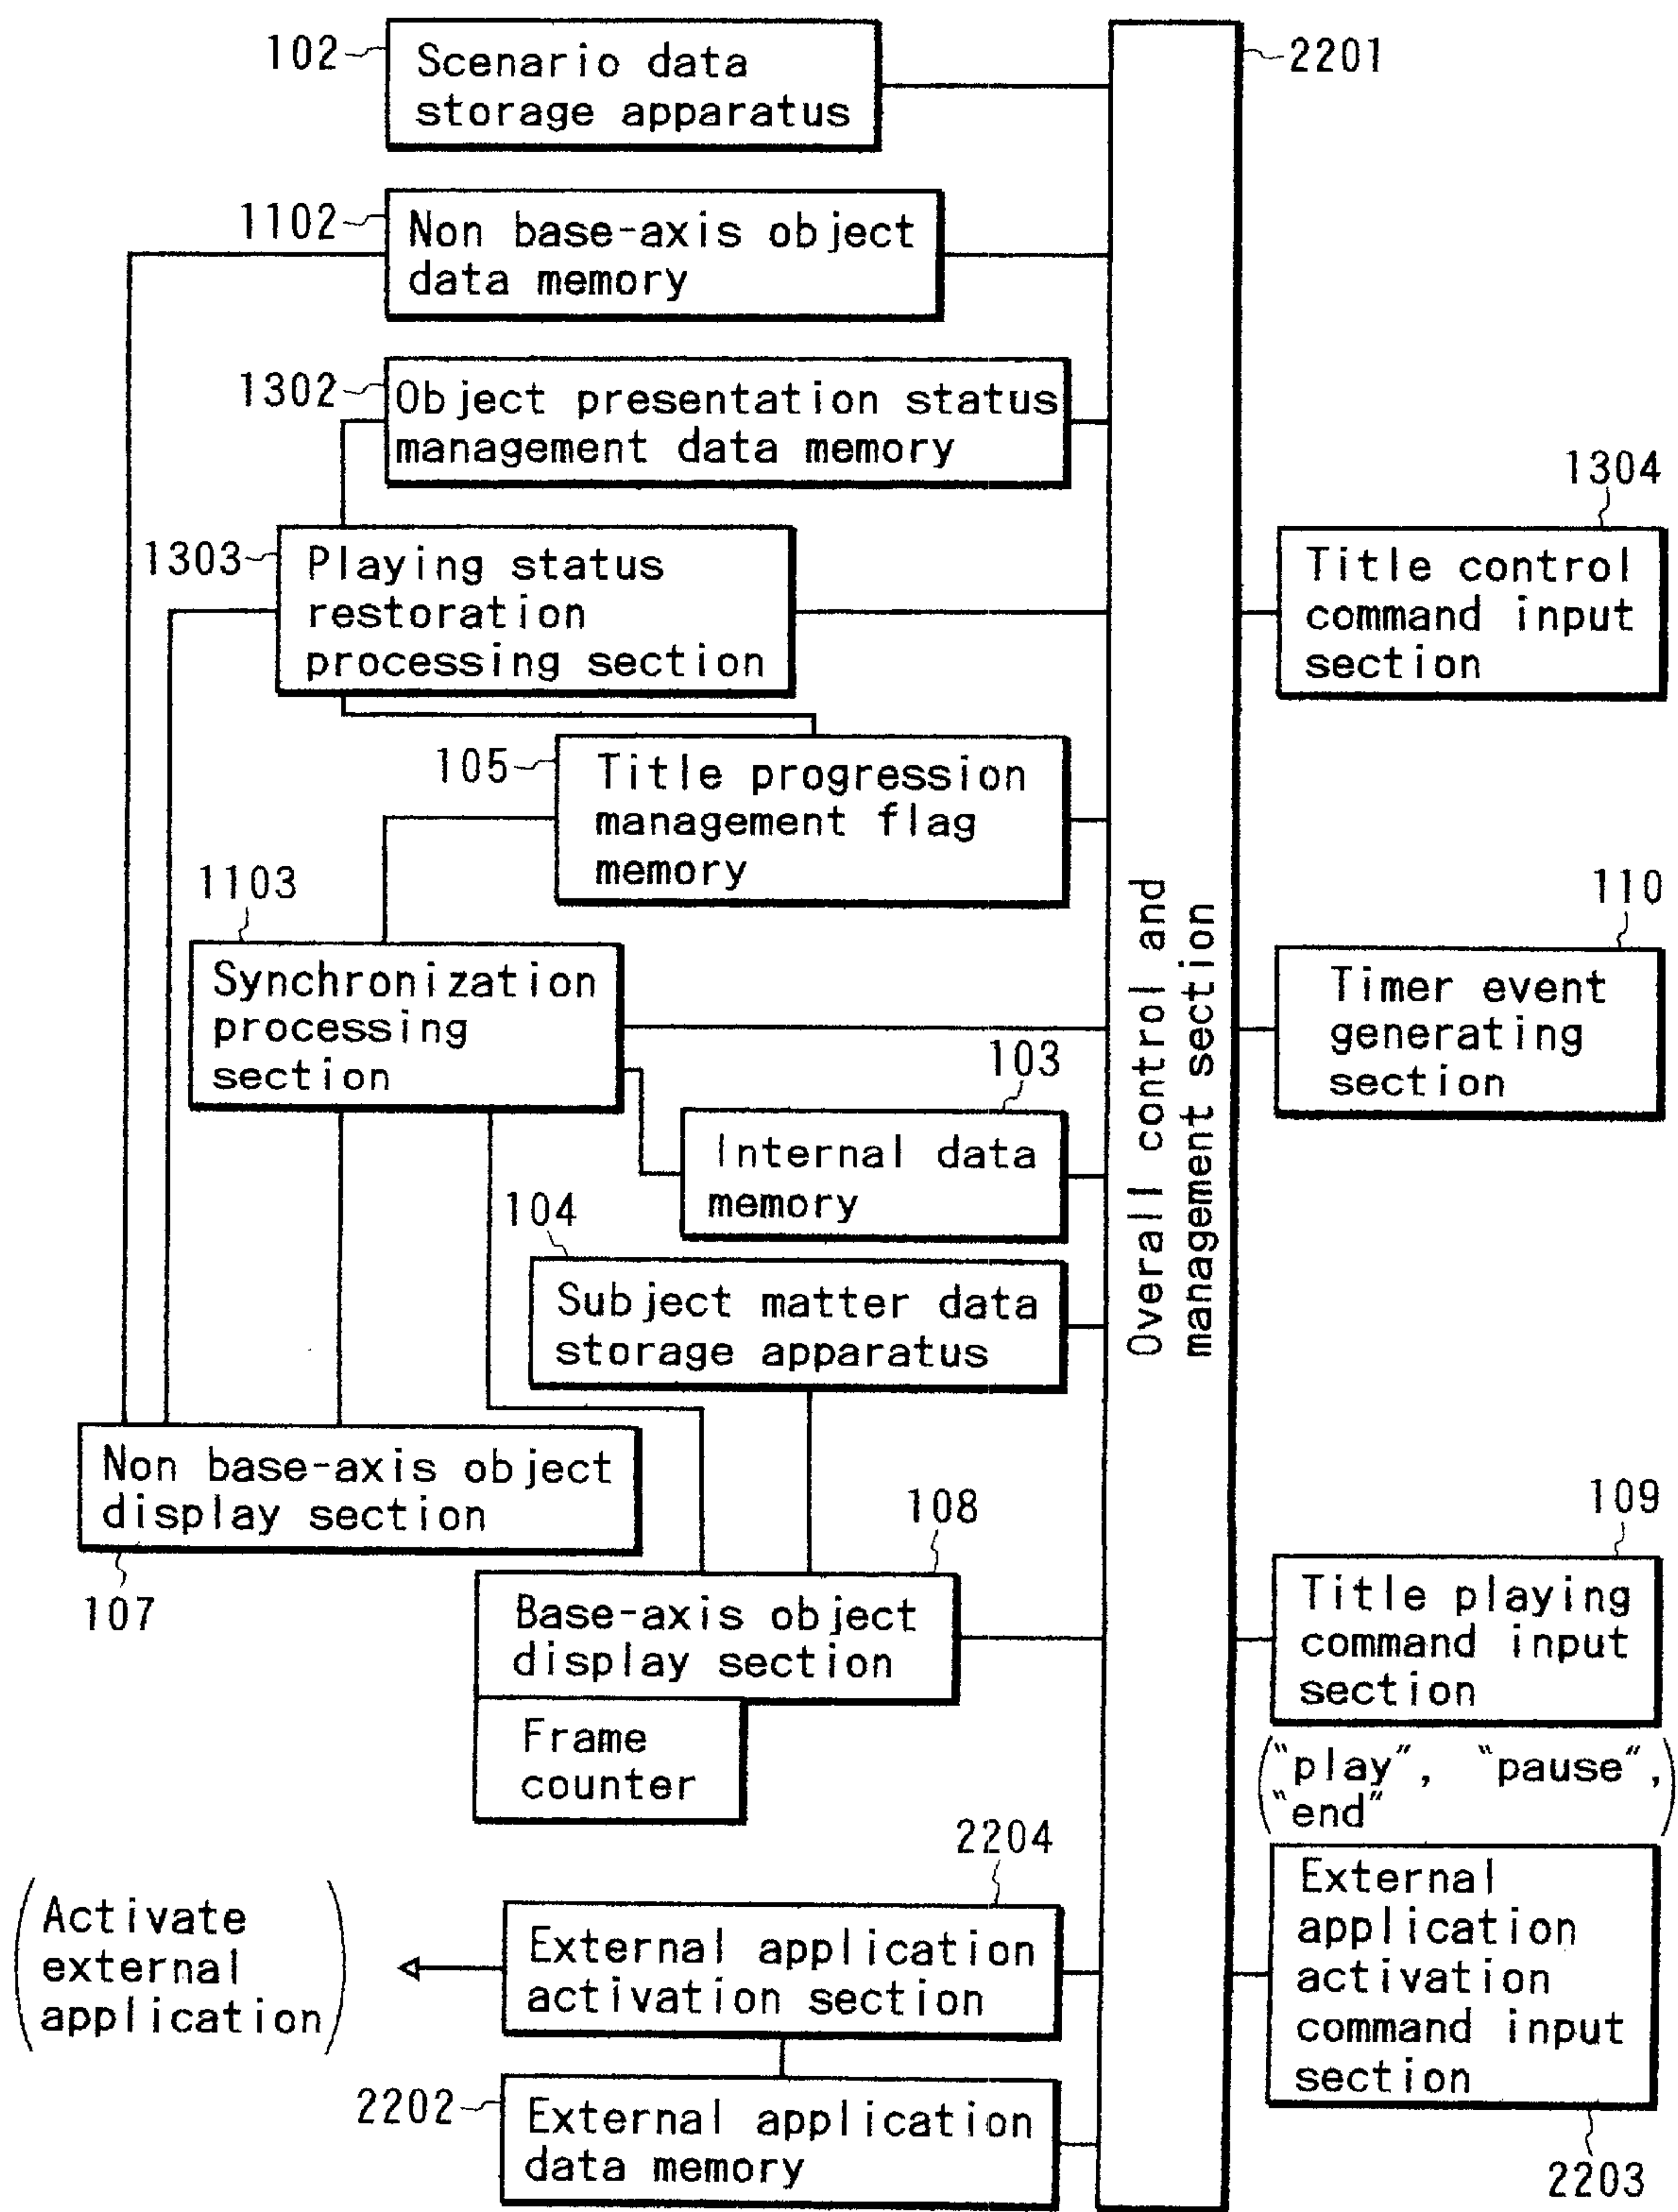 102
Scenario data
storage apparatus
2201
1102
Non base-axis object
data memory
1302
Object presentation status
management data memory
1304
1303
Playing status
restoration
processing section
Title control
command input
section
105
Title progression
management flag
memory
1103
110
Synchronization
processing
section
Overall control and
management section
Timer event
generating
section
103
Internal data
memory
104
Subject matter data
storage apparatus
Non base-axis object
display section
107
108
109
Base-axis object
display section
Title playing
command input
section
Frame
counter
("play", "pause",
"end")
2204
(Activate
external
application)
External application
activation section
External
application
activation
command input
section
2202
External application
data memory
2203